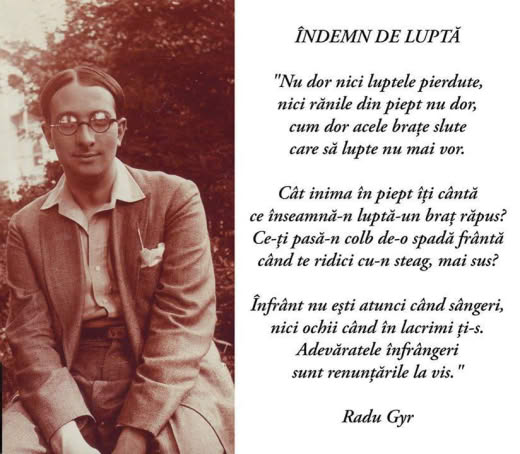 ÎNDEMN DE LUPTĂ
"Nu dor nici luptele pierdute,
nici rănile din piept nu dor,
cum dor acele brațe slute
care să lupte nu mai vor.
Cât inima în piept îți cântă
ce înseamnă-n luptă-un braț răpus?
Ce-ți pasă-n colb de-o spadă frântă
când te ridici cu-n steag, mai sus?
Înfrânt nu ești atunci când sângeri,
nici ochii când în lacrimi ți-s.
Adevăratele înfrângeri
sunt renunțările la vis."
Radu Gyr